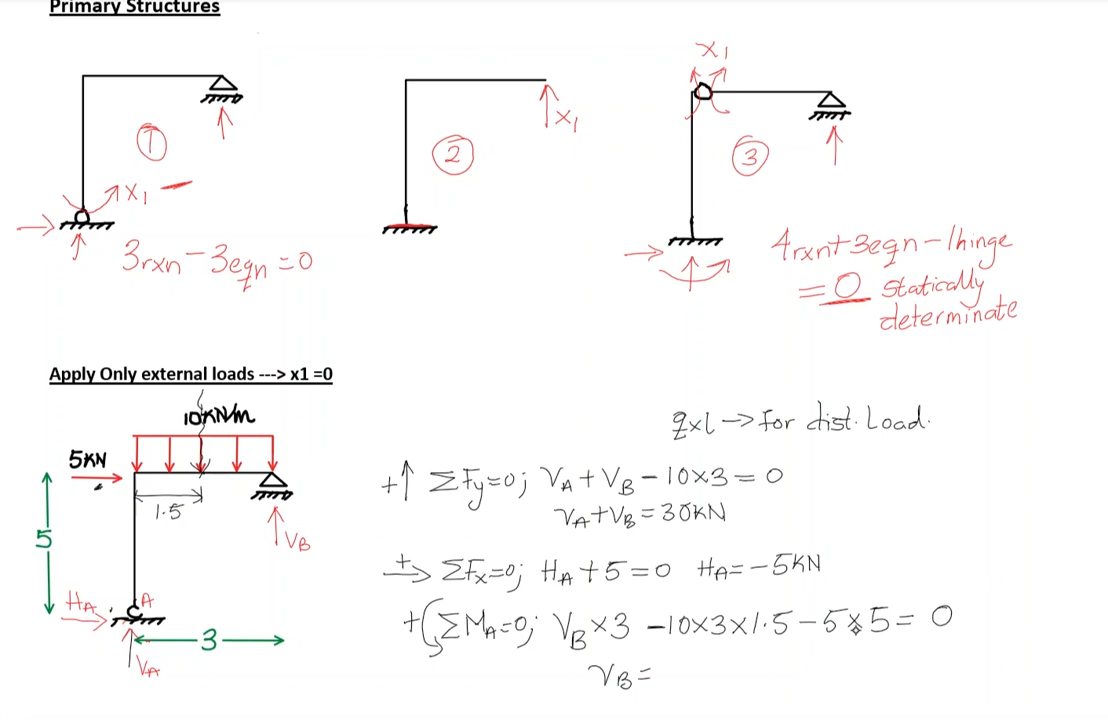 Primary Structures
X1
1
2
3
X1
X1
3rxn - 3eqn = 0
4rxn + 3eqn - 1hinge
= 0 statically
determinate
Apply Only external loads ---> x1 =0
10KN/m
5KN
1.5
5
VB
HA
A
3
VA
q×l → for dist. Load.
+↑ ΣFy=0; VA + VB - 10×3 = 0
VA+VB = 30KN
+→ ΣFx=0; HA + 5 = 0 HA = -5KN
+ ΣMA=0; VB×3 - 10×3×1.5 - 5×5 = 0
VB =